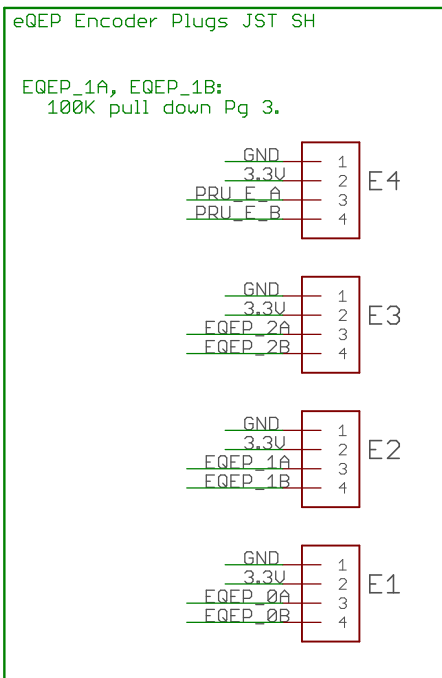 eQEP Encoder Plugs JST SH
EQEP_1A, EQEP_1B:
100K pull down Pg 3.
GND 1
3.3V 2 E4
PRU_E_A 3
PRU_E_B 4
GND 1
3.3V 2 E3
EQEP_2A 3
EQEP_2B 4
GND 1
3.3V 2 E2
EQEP_1A 3
EQEP_1B 4
GND 1
3.3V 2 E1
EQEP_0A 3
EQEP_0B 4